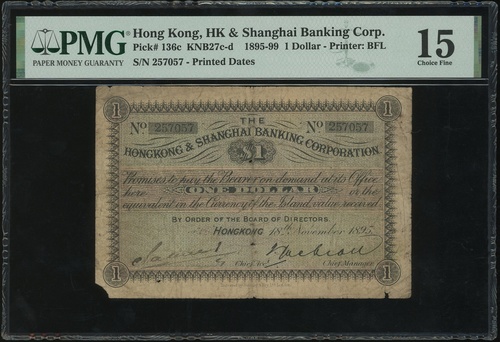 PMG
PAPER MONEY GUARANTY
Hong Kong, HK & Shanghai Banking Corp.
Pick# 136c KNB27c-d 1895-99 1 Dollar - Printer: BFL
S/N 257057 - Printed Dates
15
Choice Fine
1
1
THE
No 257057
No 257057
HONGKONG & SHANGHAI BANKING CORPORATION
$1
Promises to pay the Bearer on demand at its Office
here ONE DOLLAR or the
equivalent in the Currency of the Island value received
BY ORDER OF THE BOARD OF DIRECTORS
HONGKONG 18th November 1895
Chief Manager
1
1